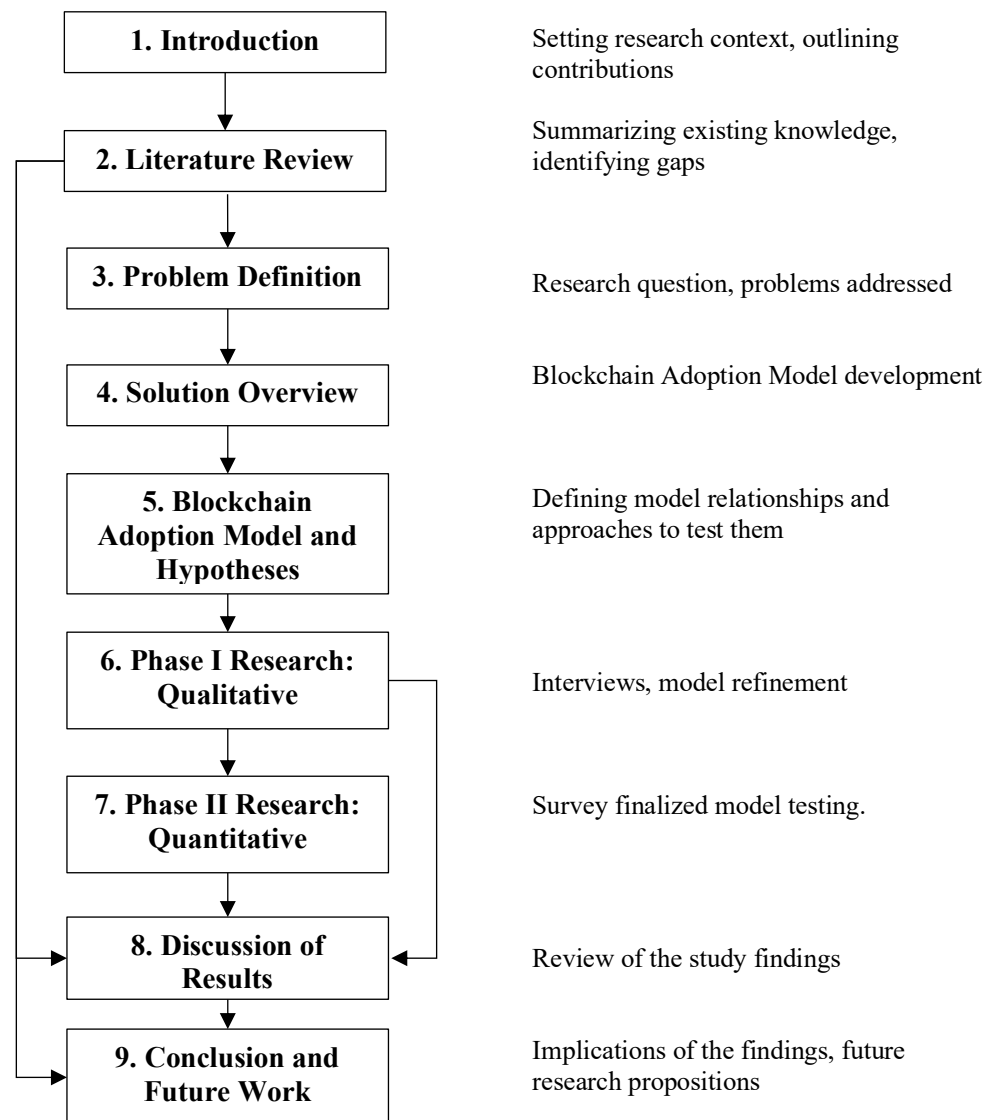 1. Introduction
Setting research context, outlining
contributions
2. Literature Review
Summarizing existing knowledge,
identifying gaps
3. Problem Definition
Research question, problems addressed
4. Solution Overview
Blockchain Adoption Model development
5. Blockchain
Adoption Model and
Hypotheses
Defining model relationships and
approaches to test them
6. Phase I Research:
Qualitative
Interviews, model refinement
7. Phase II Research:
Quantitative
Survey finalized model testing.
8. Discussion of
Results
Review of the study findings
9. Conclusion and
Future Work
Implications of the findings, future
research propositions